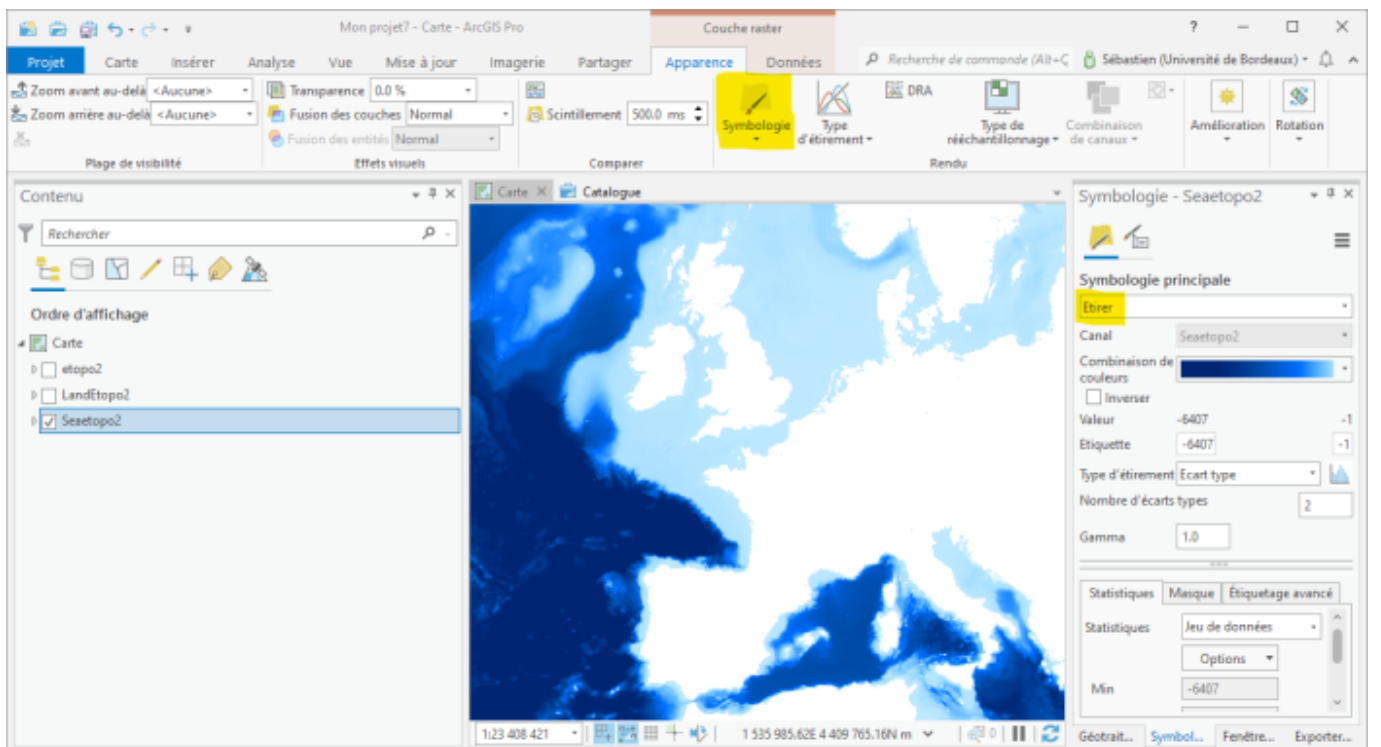 Mon projet7 - Carte - ArcGIS Pro
Couche raster
?
Projet Carte Insérer Analyse Vue Mise à jour Imagerie Partager Apparence Données Recherche de commande (Alt+Q Sébastien (Université de Bordeaux)
Zoom avant au-delà <Aucune> Transparence 0.0 % DRA
Zoom arrière au-delà <Aucune> Fusion des couches Normal Scintillement 500.0 ms Symbologie Type d'étirement Type de rééchantillonnage Combinaison de canaux Amélioration Rotation
Fusion des entités Normal
Plage de visibilité Effets visuels Comparer Rendu
Contenu
Rechercher
Ordre d'affichage
Carte
etopo2
LandEtopo2
Seaetopo2
Carte Catalogue
1:23 408 421 1 535 985.62E 4 409 765.16N m 0
Symbologie - Seaetopo2
Symbologie principale
Etirer
Canal Seaetopo2
Combinaison de
couleurs
Inverser
Valeur -6407 -1
Etiquette -6407 -1
Type d'étirement Ecart type
Nombre d'écarts types 2
Gamma 1.0
Statistiques Masque Étiquetage avancé
Statistiques Jeu de données
Options
Min -6407
Géotrait... Symbol... Fenêtre... Exporter...